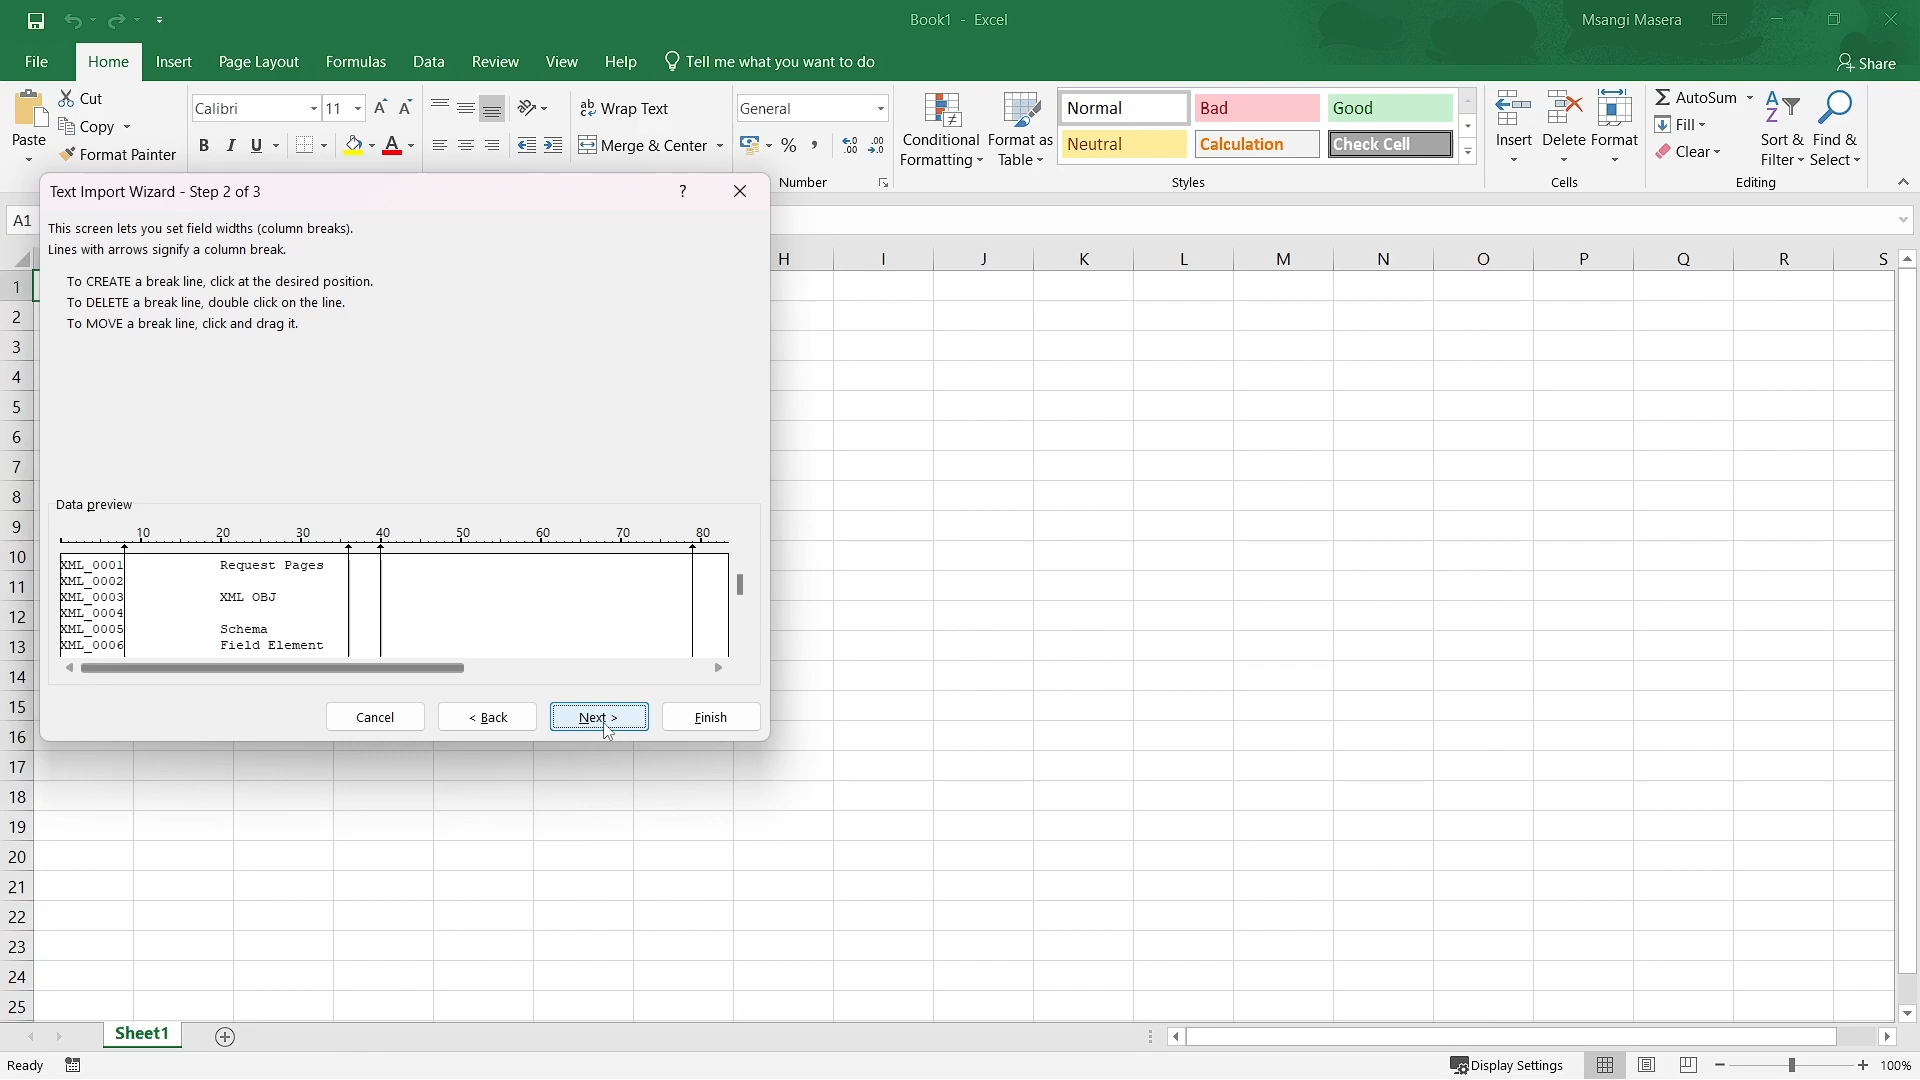 Book1 - Excel
Msangi Masera
File Home Insert Page Layout Formulas Data Review View Help Tell me what you want to do
Share
Paste
Cut
Copy
Format Painter
Calibri 11
B I U
Wrap Text
Merge & Center
General
%
Number
Conditional Formatting
Format as Table
Normal Bad Good
Neutral Calculation Check Cell
Styles
Insert Delete Format
Cells
AutoSum
Fill
Clear
Sort & Filter
Find & Select
Editing
Text Import Wizard - Step 2 of 3
?
This screen lets you set field widths (column breaks).
Lines with arrows signify a column break.
To CREATE a break line, click at the desired position.
To DELETE a break line, double click on the line.
To MOVE a break line, click and drag it.
Data preview
10 20 30 40 50 60 70 80
XML_0001 Request Pages
XML_0002
XML_0003 XML OBJ
XML_0004
XML_0005 Schema
XML_0006 Field Element
Cancel < Back Next > Finish
A1
H I J K L M N O P Q R S
1
2
3
4
5
6
7
8
9
10
11
12
13
14
15
16
17
18
19
20
21
22
23
24
25
Sheet1
Ready
Display Settings
100%